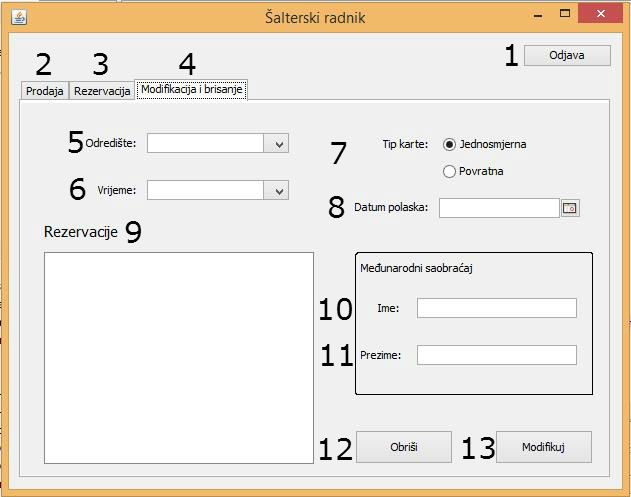 Šalterski radnik
1 Odjava
2 3 4
Prodaja Rezervacija Modifikacija i brisanje
5 Odredište:
7 Tip karte: Jednosmjerna
Povratna
6 Vrijeme:
8 Datum polaska:
Rezervacije 9
Međunarodni saobraćaj
10 Ime:
11 Prezime:
12 Obriši 13 Modifikuj